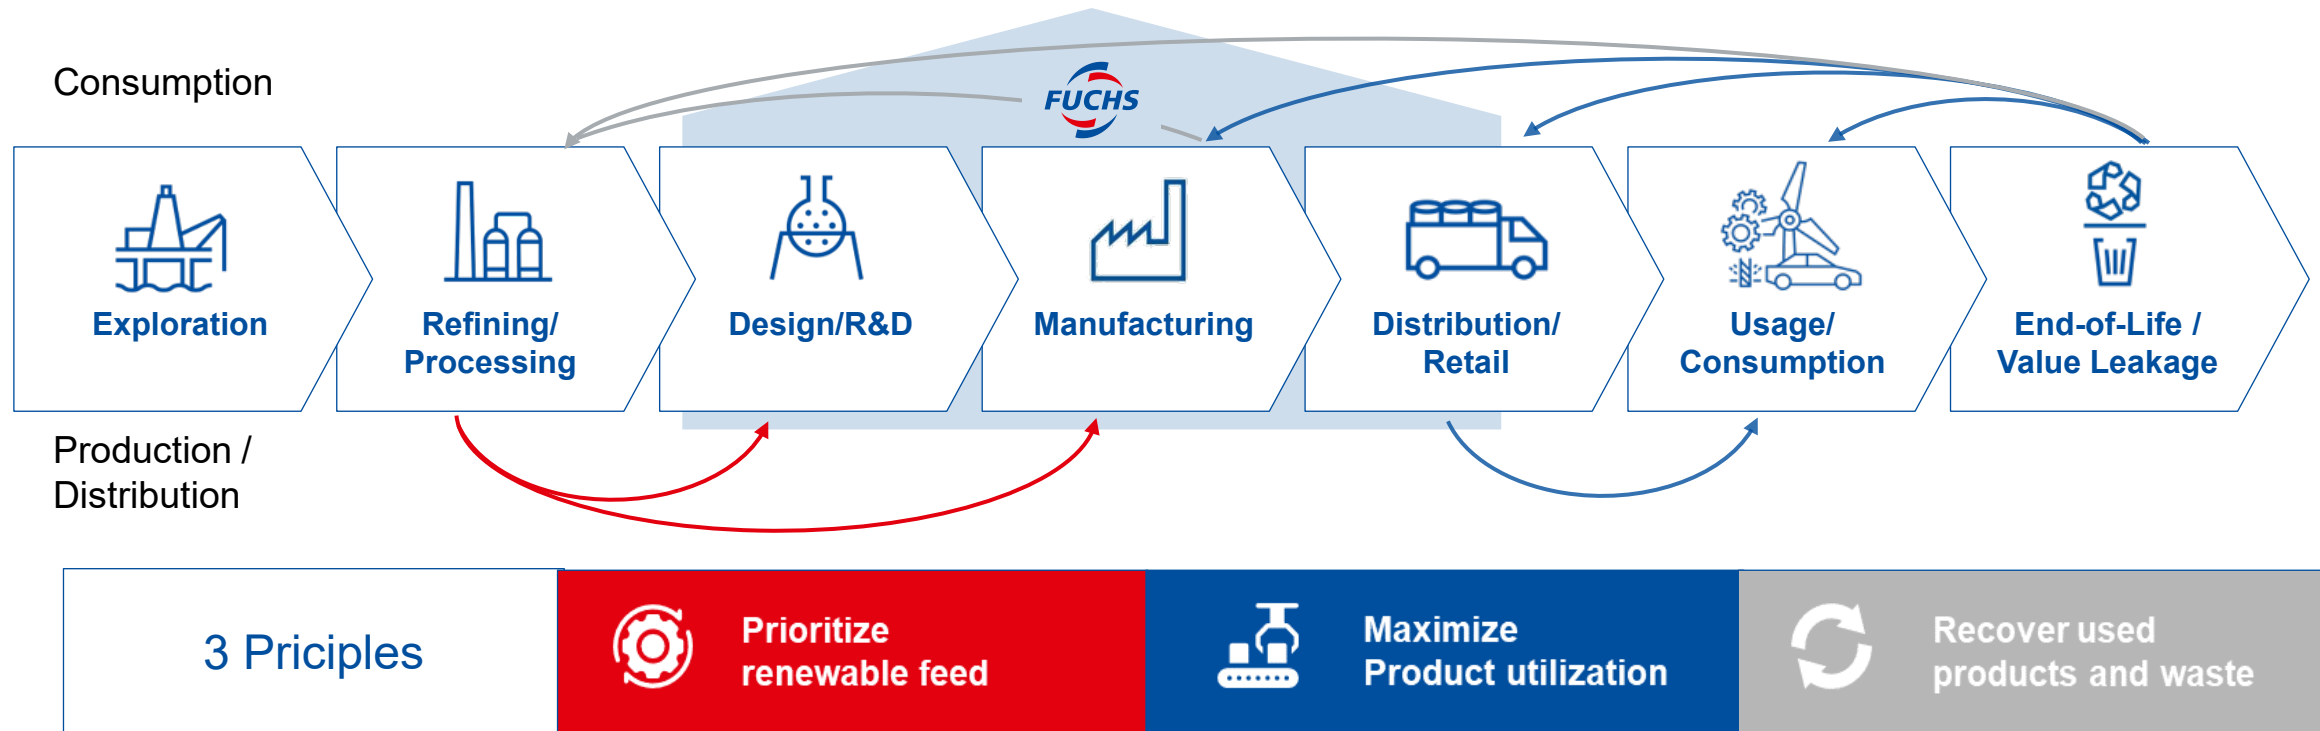 Consumption
FUCHS
Exploration
Refining/
Processing
Design/R&D
Manufacturing
Distribution/
Retail
Usage/
Consumption
End-of-Life /
Value Leakage
Production /
Distribution
3 Priciples
Prioritize
renewable feed
Maximize
Product utilization
Recover used
products and waste